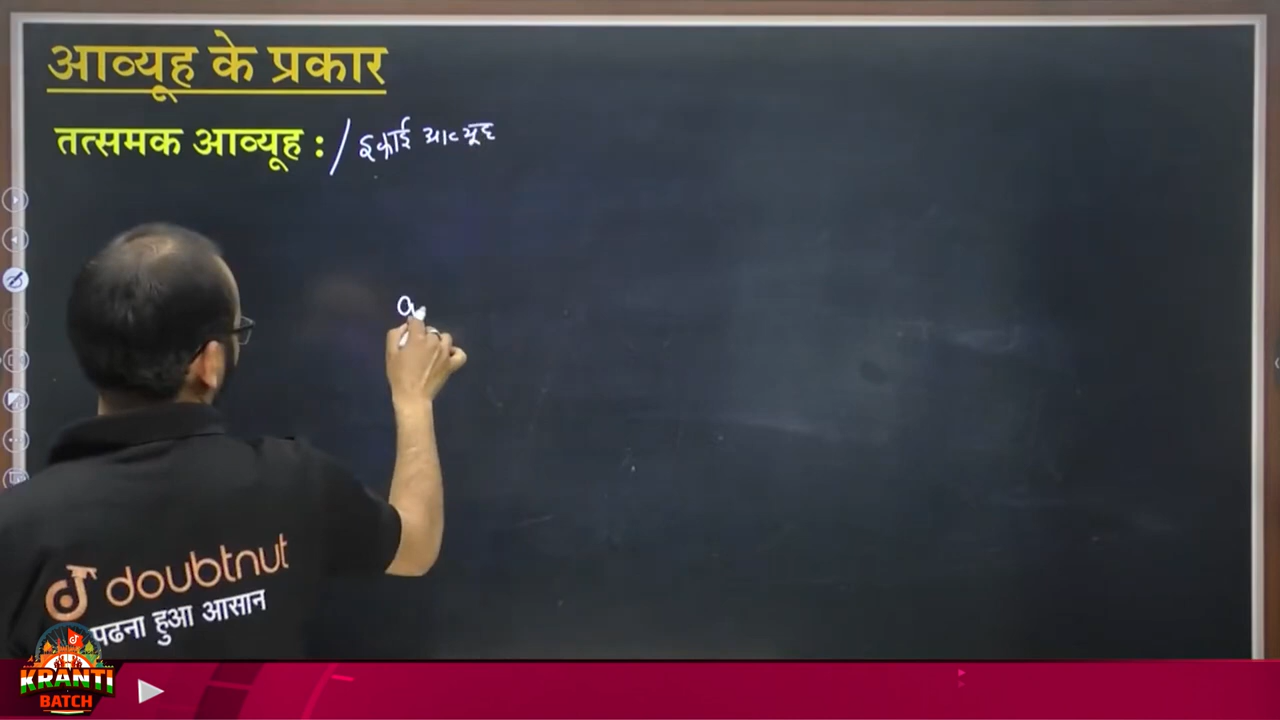 आव्यूह के प्रकार
तत्समक आव्यूह : / इकाई आव्यूह
a
doubtnut
पढना हुआ आसान
KRANTI
BATCH